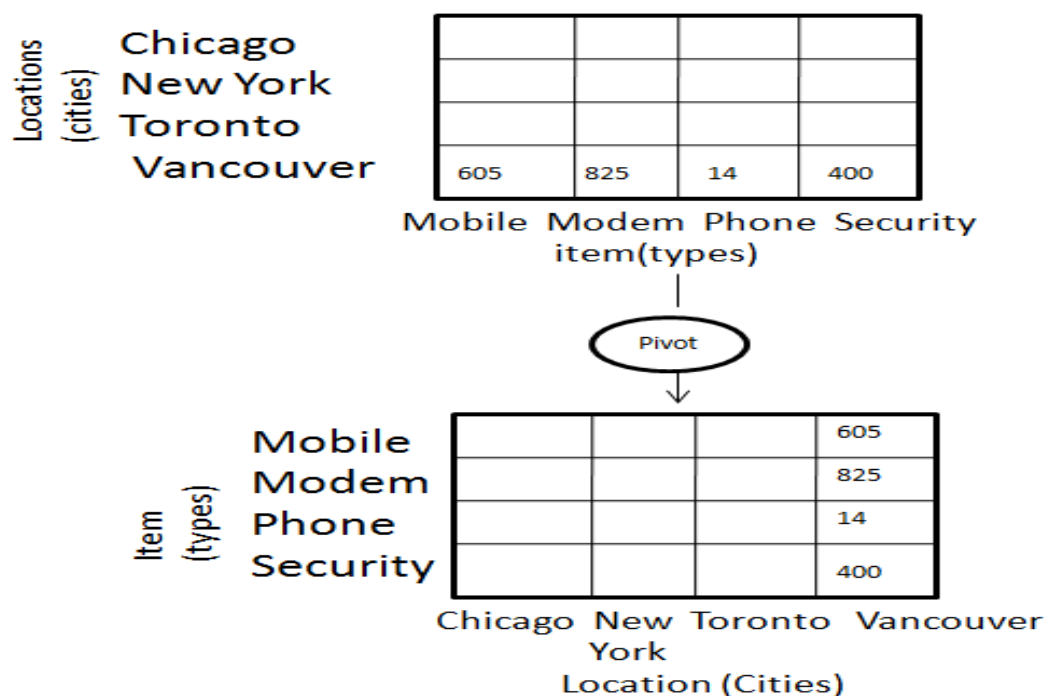 Locations
(cities)
Chicago
New York
Toronto
Vancouver
605 825 14 400
Mobile Modem Phone Security
item(types)
Pivot
Item
(types)
Mobile
Modem
Phone
Security
605
825
14
400
Chicago New Toronto Vancouver
York
Location (Cities)